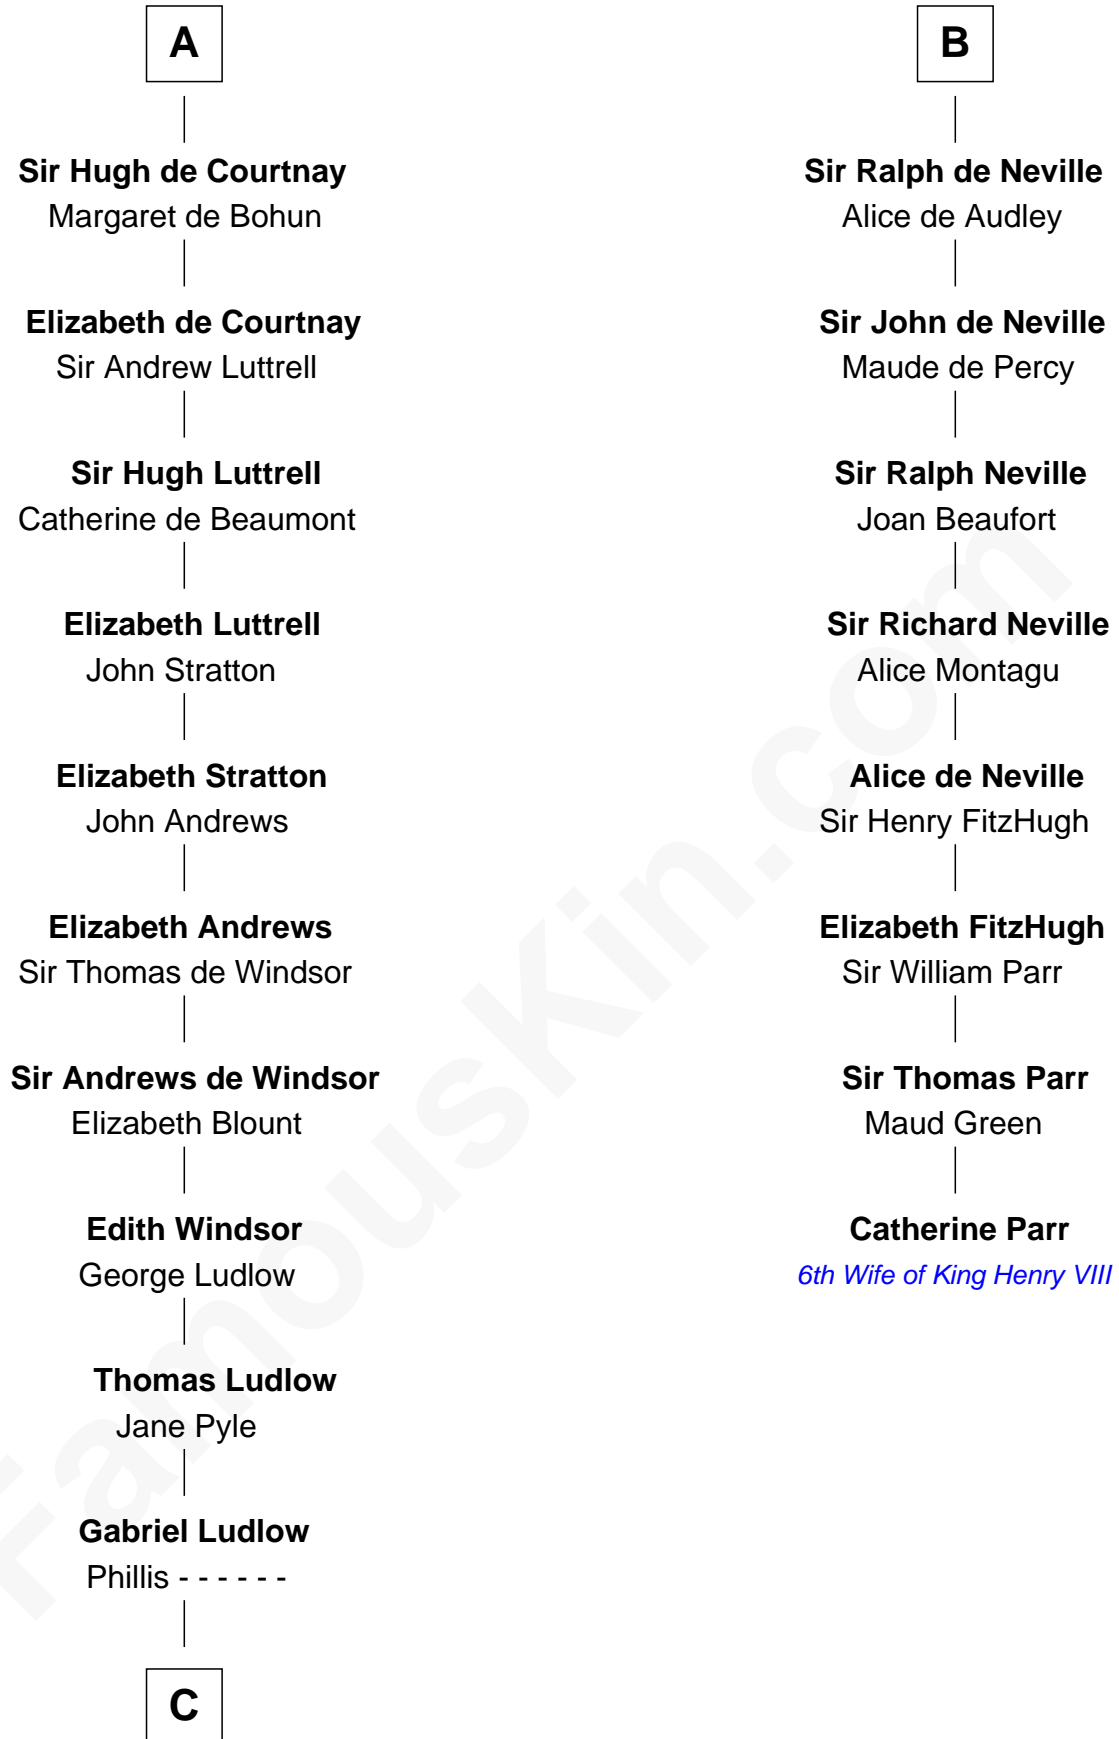 A
Sir Hugh de Courtnay
Margaret de Bohun
Elizabeth de Courtnay
Sir Andrew Luttrell
Sir Hugh Luttrell
Catherine de Beaumont
Elizabeth Luttrell
John Stratton
Elizabeth Stratton
John Andrews
Elizabeth Andrews
Sir Thomas de Windsor
Sir Andrews de Windsor
Elizabeth Blount
Edith Windsor
George Ludlow
Thomas Ludlow
Jane Pyle
Gabriel Ludlow
Phillis - - - - - -
C
B
Sir Ralph de Neville
Alice de Audley
Sir John de Neville
Maude de Percy
Sir Ralph Neville
Joan Beaufort
Sir Richard Neville
Alice Montagu
Alice de Neville
Sir Henry FitzHugh
Elizabeth FitzHugh
Sir William Parr
Sir Thomas Parr
Maud Green
Catherine Parr
6th Wife of King Henry VIII
FamousKin.com